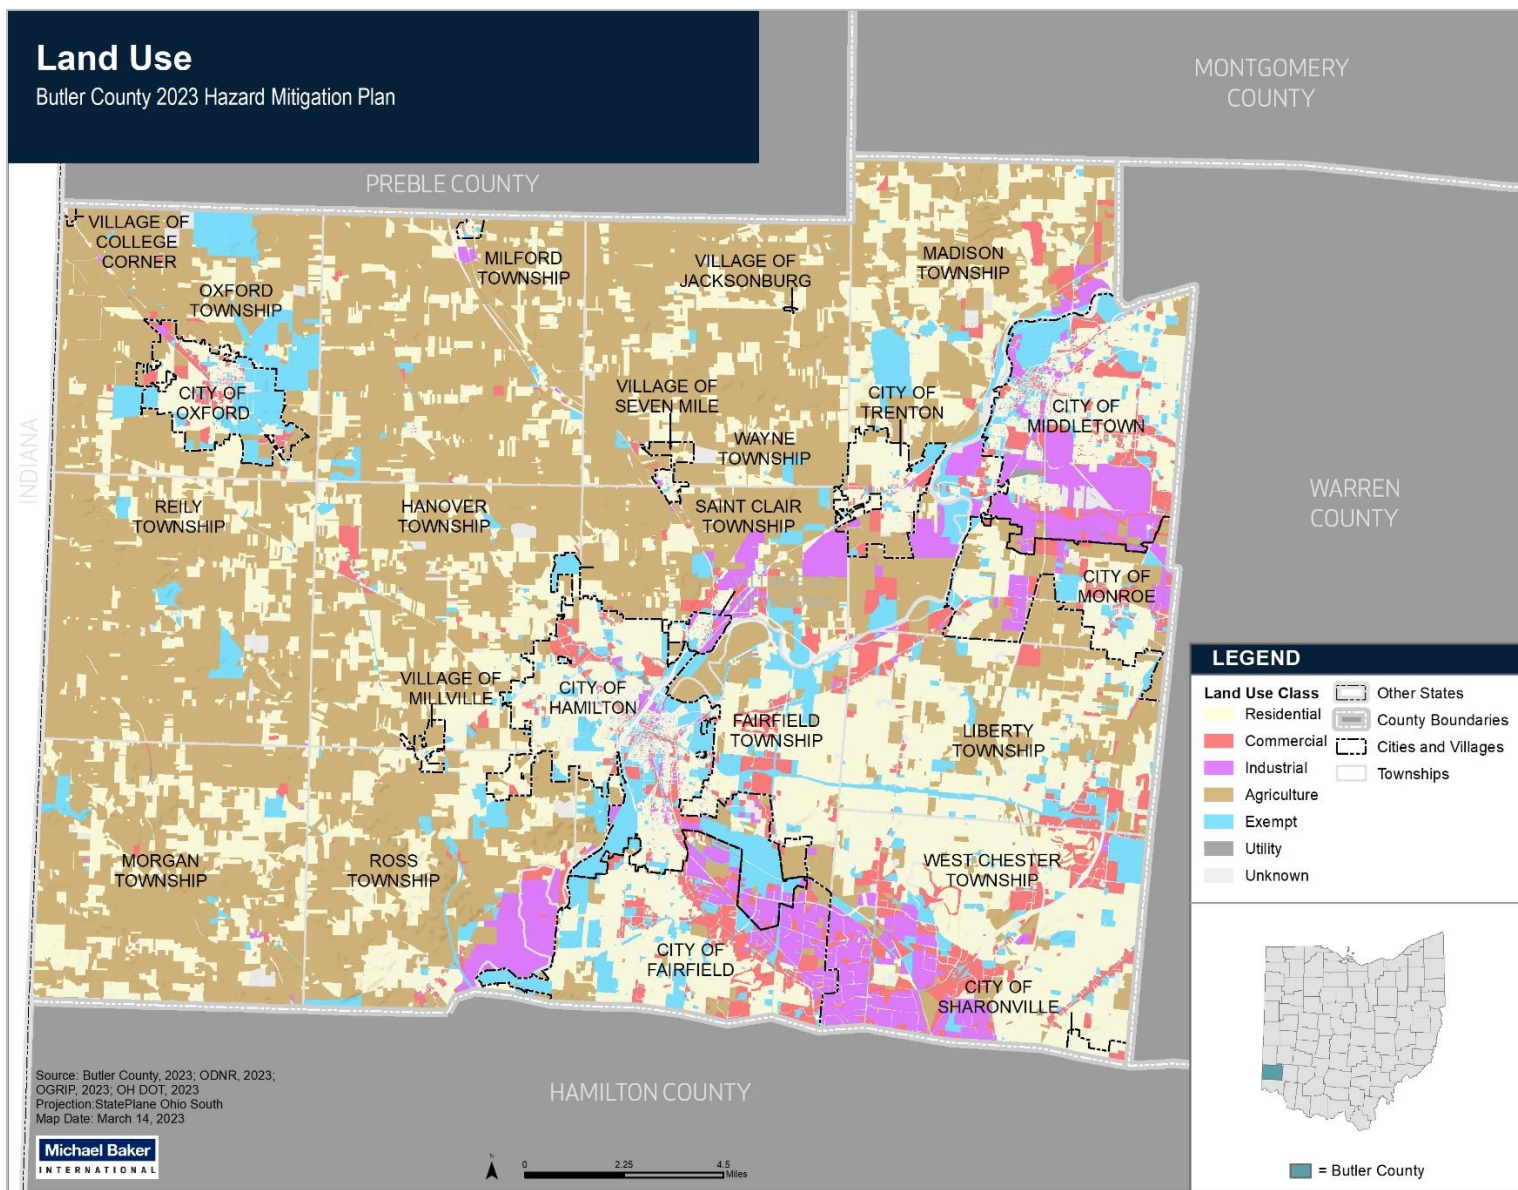 Land Use
Butler County 2023 Hazard Mitigation Plan
MONTGOMERY
COUNTY
PREBLE COUNTY
VILLAGE OF
COLLEGE
CORNER
MILFORD
TOWNSHIP
VILLAGE OF
JACKSONBURG
MADISON
TOWNSHIP
OXFORD
TOWNSHIP
CITY OF
OXFORD
VILLAGE OF
SEVEN MILE
CITY OF
TRENTON
CITY OF
MIDDLETOWN
WAYNE
TOWNSHIP
INDIANA
REILY
TOWNSHIP
HANOVER
TOWNSHIP
SAINT CLAIR
TOWNSHIP
WARREN
COUNTY
CITY OF
MONROE
VILLAGE OF
MILLVILLE
CITY OF
HAMILTON
FAIRFIELD
TOWNSHIP
LIBERTY
TOWNSHIP
MORGAN
TOWNSHIP
ROSS
TOWNSHIP
WEST CHESTER
TOWNSHIP
CITY OF
FAIRFIELD
CITY OF
SHARONVILLE
HAMILTON COUNTY
LEGEND
Land Use Class
Residential
Commercial
Industrial
Agriculture
Exempt
Utility
Unknown
Other States
County Boundaries
Cities and Villages
Townships
= Butler County
Source: Butler County, 2023; ODNR, 2023;
OGRIP, 2023; OH DOT, 2023
Projection:StatePlane Ohio South
Map Date: March 14, 2023
Michael Baker
INTERNATIONAL
N
0 2.25 4.5
Miles